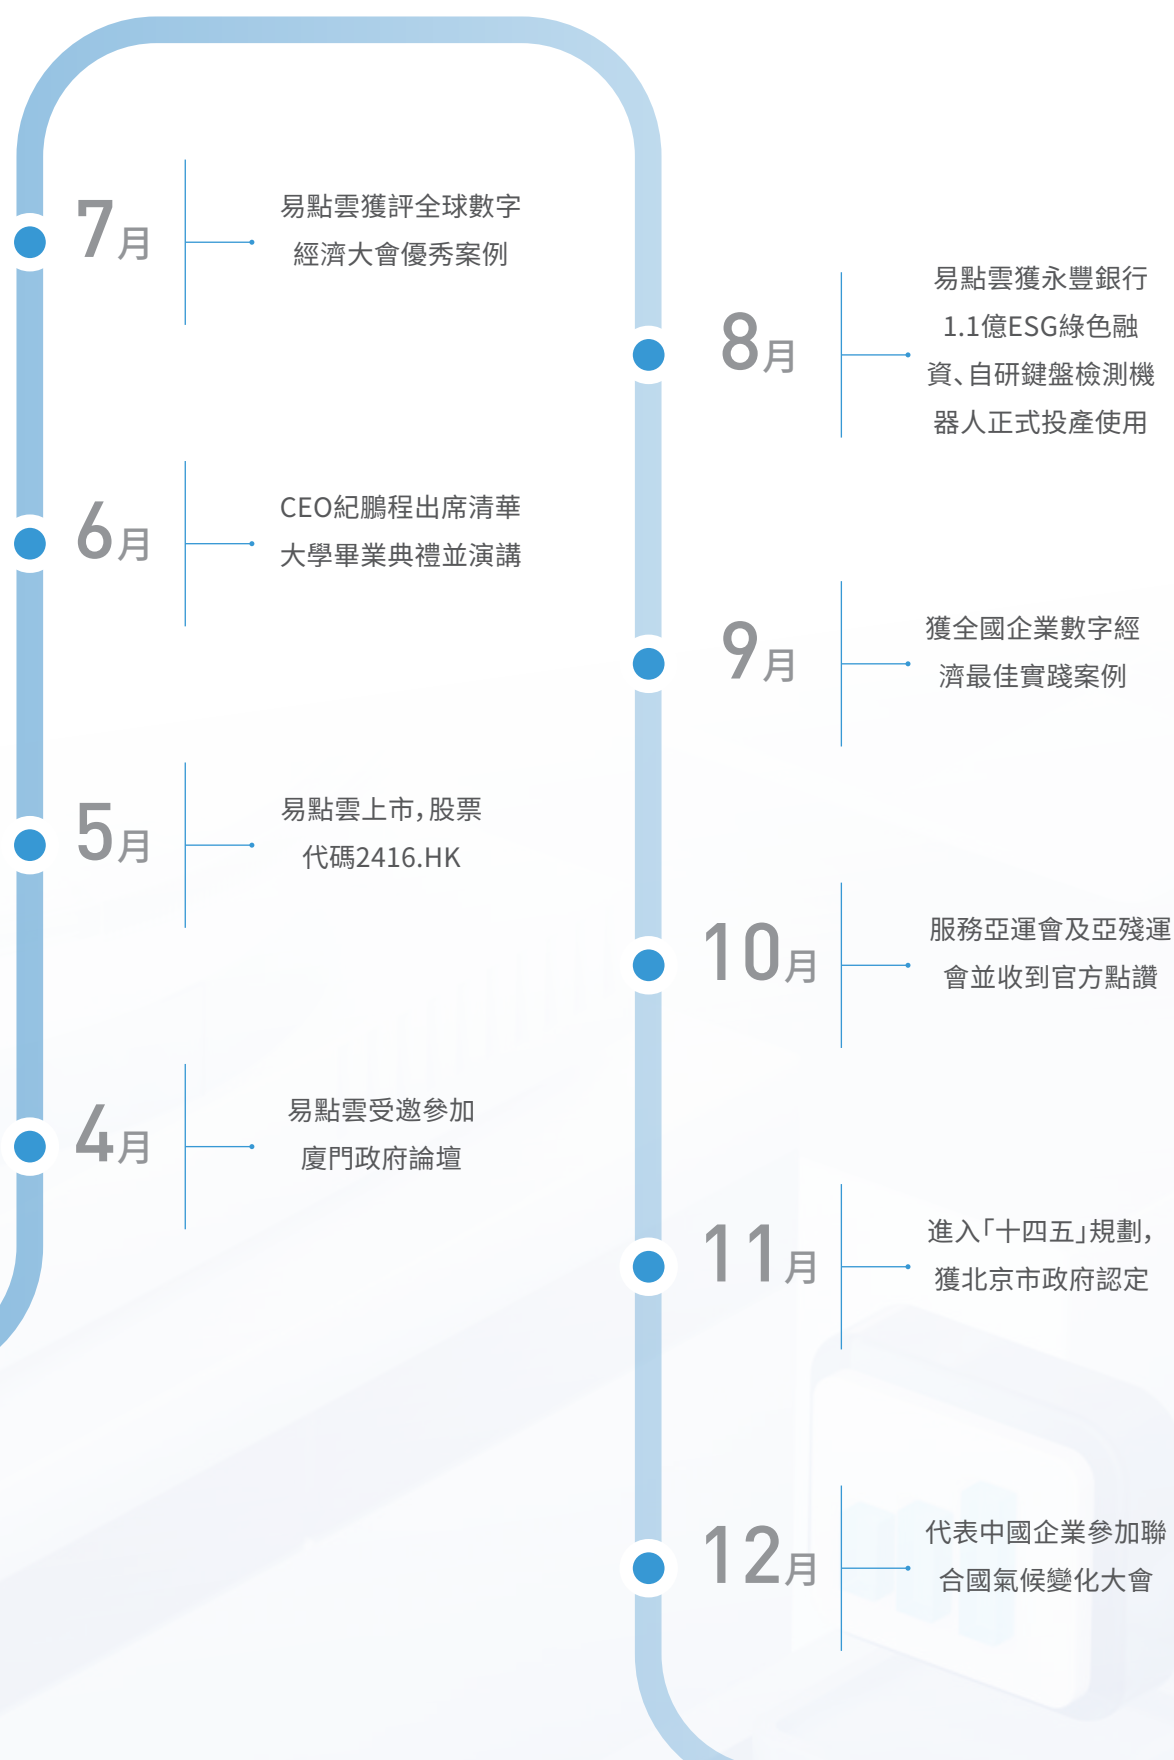 7月
易點雲獲評全球數字
經濟大會優秀案例
6月
CEO紀鵬程出席清華
大學畢業典禮並演講
5月
易點雲上市，股票
代碼2416.HK
4月
易點雲受邀參加
廈門政府論壇
8月
易點雲獲永豐銀行
1.1億ESG綠色融
資、自研鍵盤檢測機
器人正式投產使用
9月
獲全國企業數字經
濟最佳實踐案例
10月
服務亞運會及亞殘運
會並收到官方點讚
11月
進入「十四五」規劃，
獲北京市政府認定
12月
代表中國企業參加聯
合國氣候變化大會